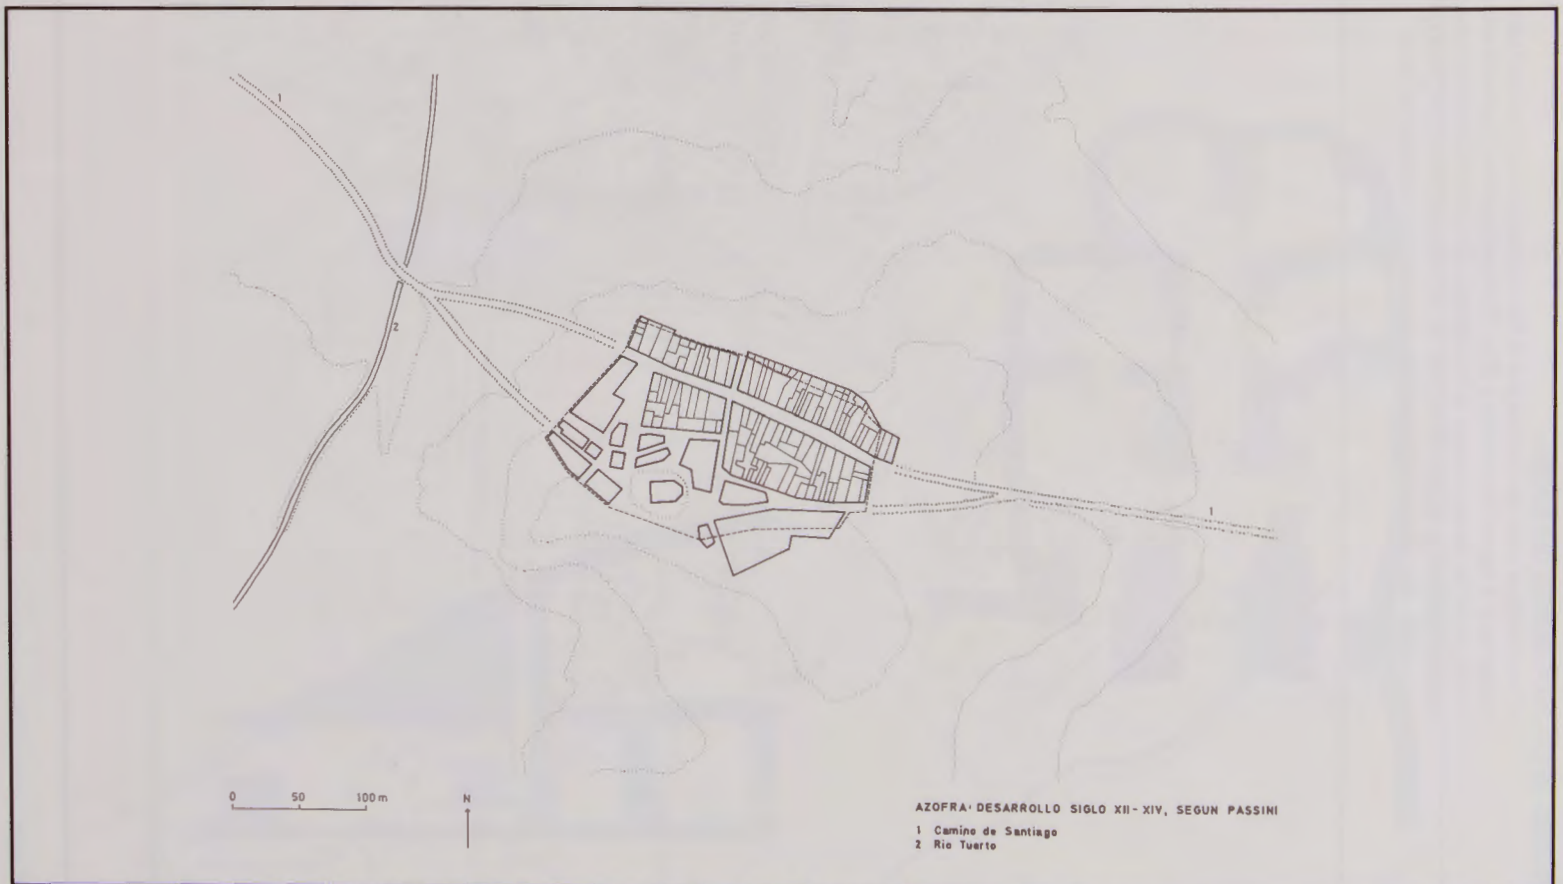 1
2
1
0 50 100 m
N
AZOFRA: DESARROLLO SIGLO XII - XIV, SEGUN PASSINI
1 Camino de Santiago
2 Rio Tuerto